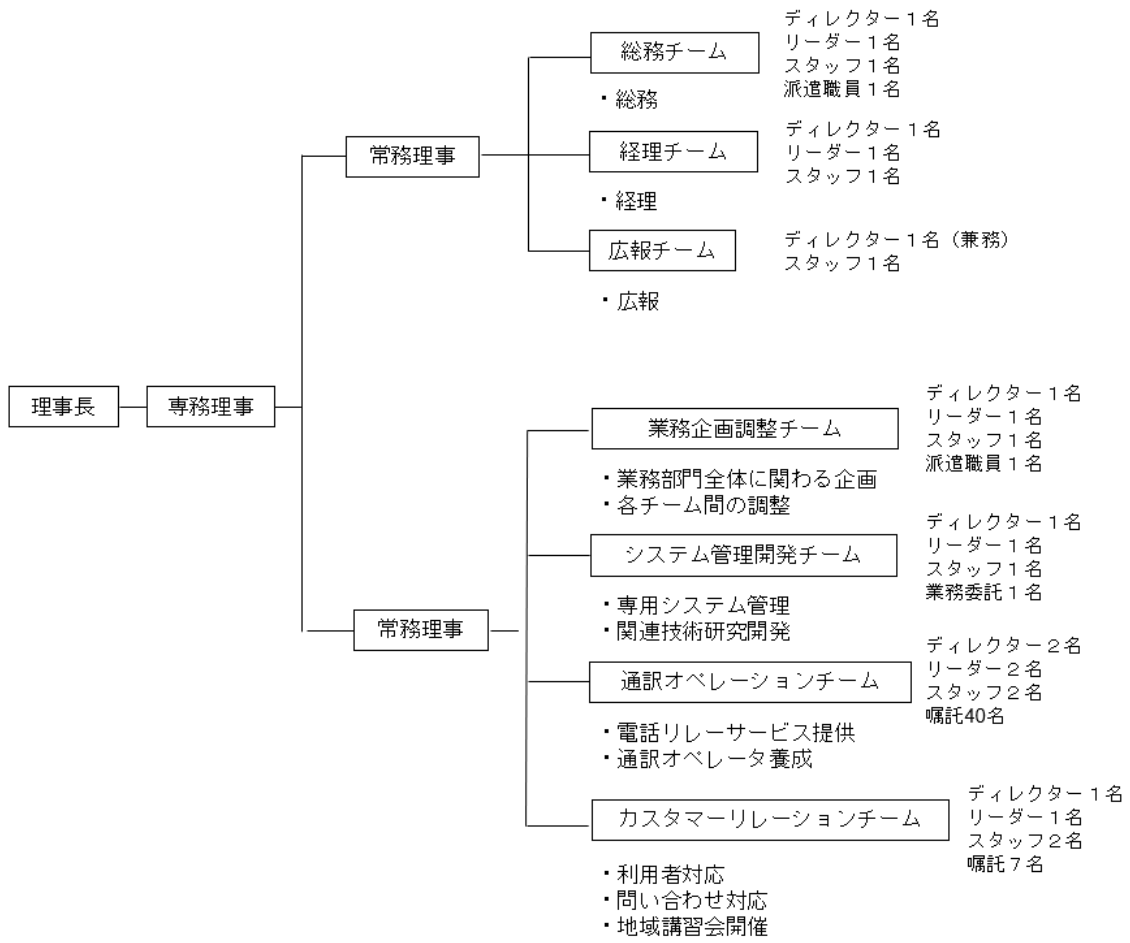 理事長
専務理事
常務理事
総務チーム
ディレクター１名
リーダー１名
スタッフ１名
派遣職員１名
・総務
経理チーム
ディレクター１名
リーダー１名
スタッフ１名
・経理
広報チーム
ディレクター１名（兼務）
スタッフ１名
・広報
常務理事
業務企画調整チーム
ディレクター１名
リーダー１名
スタッフ１名
派遣職員１名
・業務部門全体に関わる企画
・各チーム間の調整
システム管理開発チーム
ディレクター１名
リーダー１名
スタッフ１名
業務委託１名
・専用システム管理
・関連技術研究開発
通訳オペレーションチーム
ディレクター２名
リーダー２名
スタッフ２名
嘱託40名
・電話リレーサービス提供
・通訳オペレータ養成
カスタマーリレーションチーム
ディレクター１名
リーダー１名
スタッフ２名
嘱託７名
・利用者対応
・問い合わせ対応
・地域講習会開催